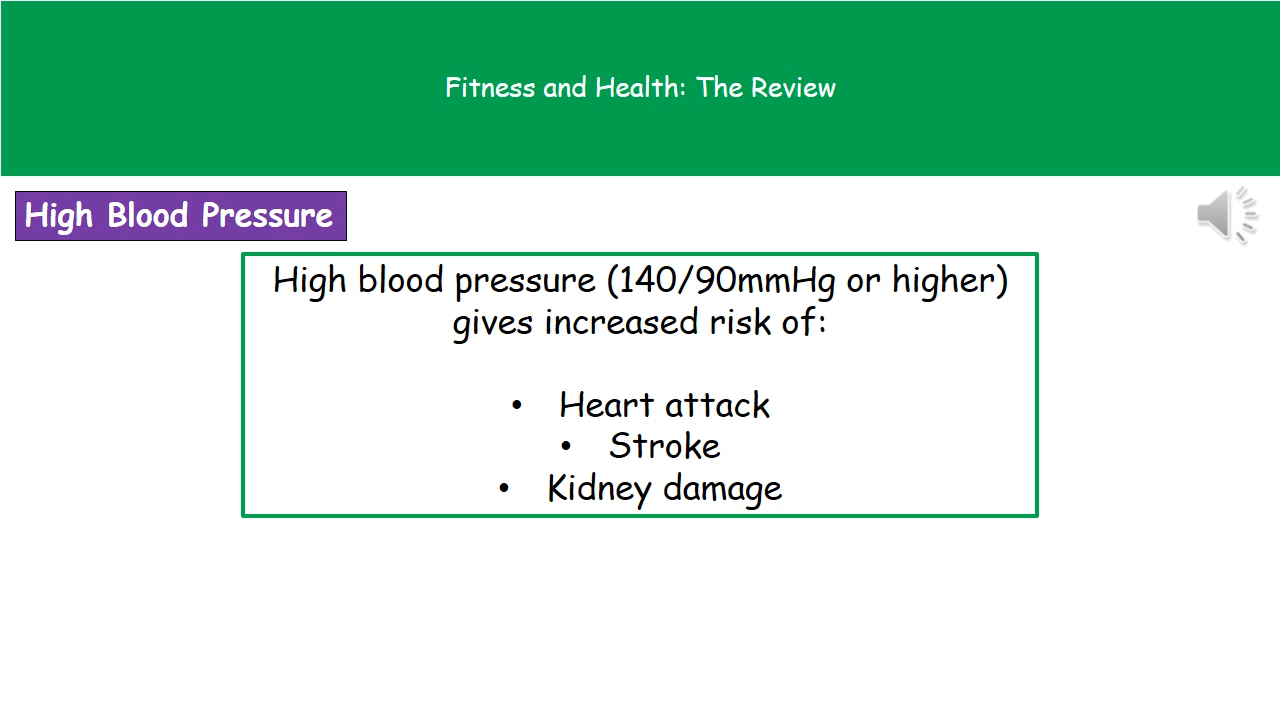 Fitness and Health: The Review
High Blood Pressure
High blood pressure (140/90mmHg or higher)
gives increased risk of:
• Heart attack
• Stroke
• Kidney damage